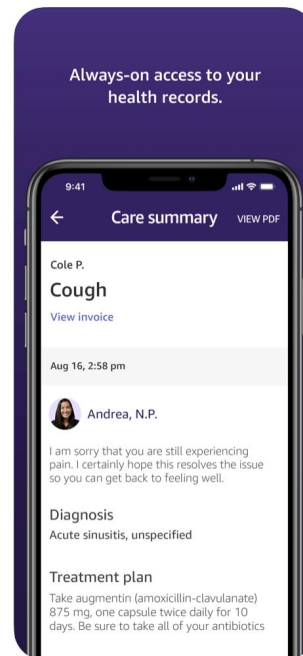 Always-on access to your
health records.
9:41
Care summary VIEW PDF
Cole P.
Cough
View invoice
Aug 16, 2:58 pm
Andrea, N.P.
I am sorry that you are still experiencing
pain. I certainly hope this resolves the issue
so you can get back to feeling well.
Diagnosis
Acute sinusitis, unspecified
Treatment plan
Take augmentin (amoxicillin-clavulanate)
875 mg, one capsule twice daily for 10
days. Be sure to take all of your antibiotics